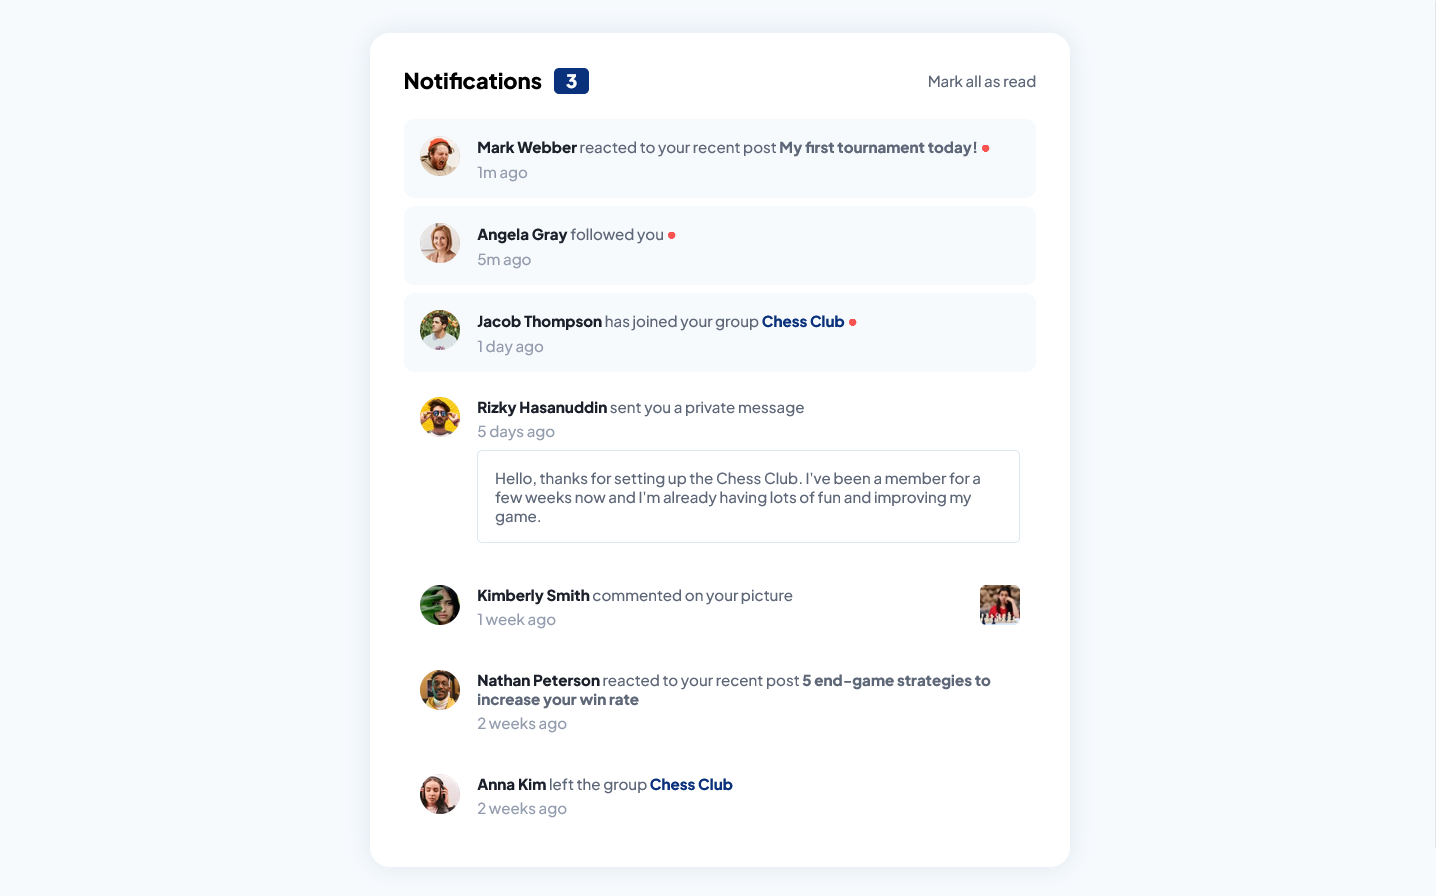 Notifications 3
Mark all as read
Mark Webber reacted to your recent post My first tournament today!
1m ago
Angela Gray followed you
5m ago
Jacob Thompson has joined your group Chess Club
1 day ago
Rizky Hasanuddin sent you a private message
5 days ago
Hello, thanks for setting up the Chess Club. I've been a member for a
few weeks now and I'm already having lots of fun and improving my
game.
Kimberly Smith commented on your picture
1 week ago
Nathan Peterson reacted to your recent post 5 end-game strategies to
increase your win rate
2 weeks ago
Anna Kim left the group Chess Club
2 weeks ago